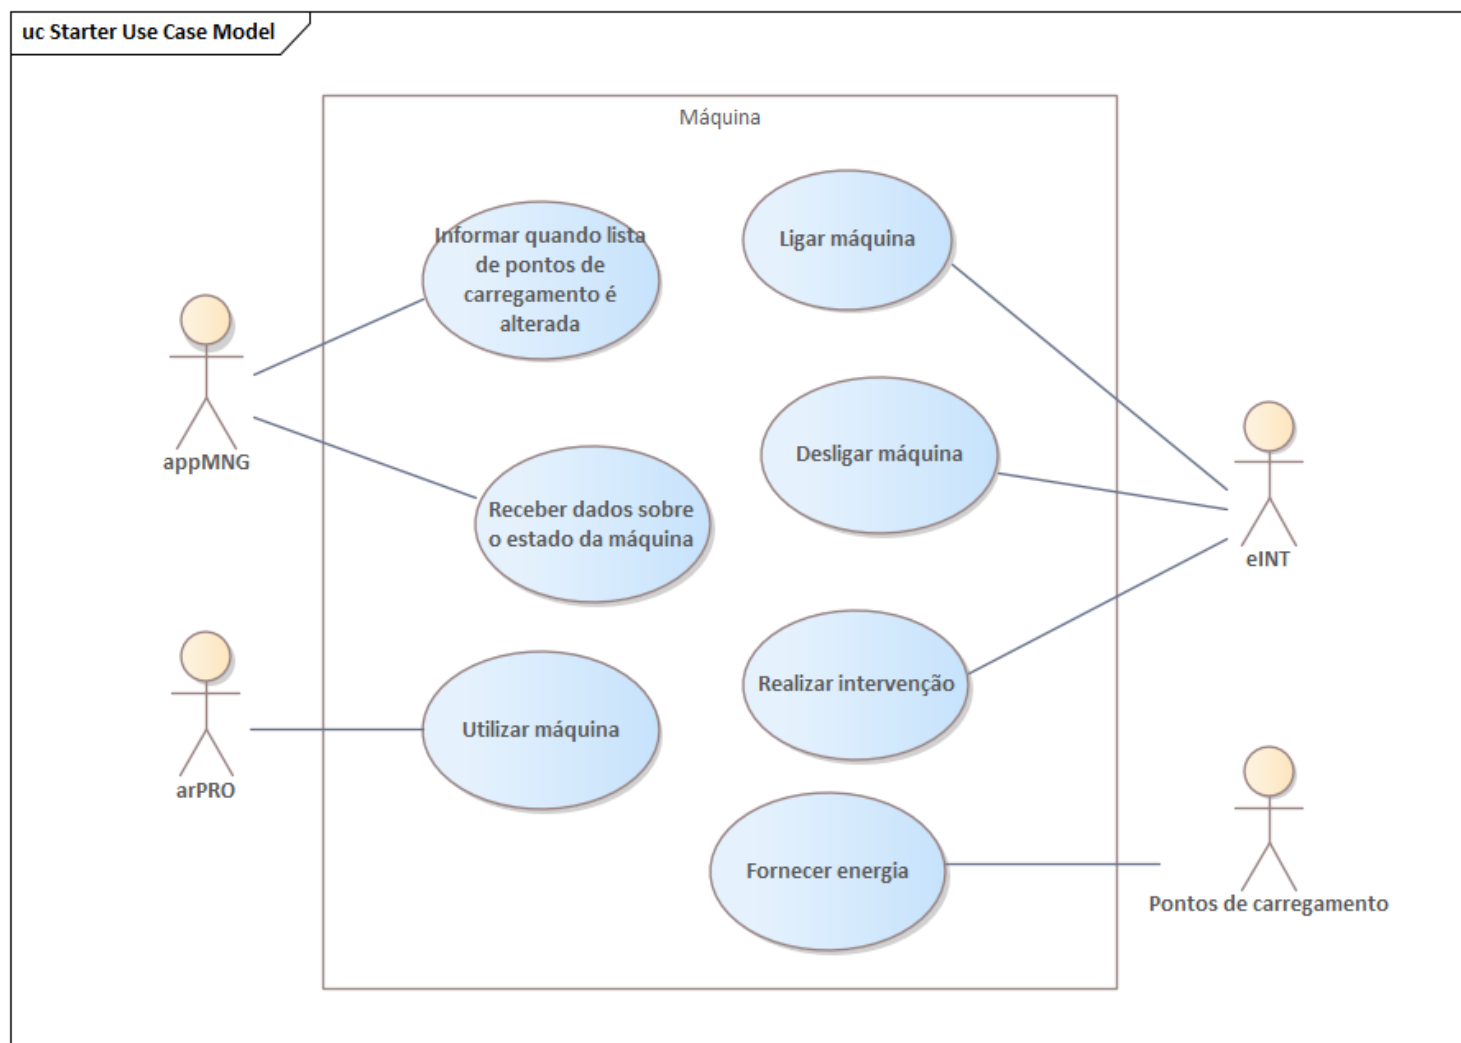 uc Starter Use Case Model
Máquina
Informar quando lista
de pontos de
carregamento é
alterada
Ligar máquina
appMNG
Desligar máquina
Receber dados sobre
o estado da máquina
eINT
arPRO
Utilizar máquina
Realizar intervenção
Fornecer energia
Pontos de carregamento